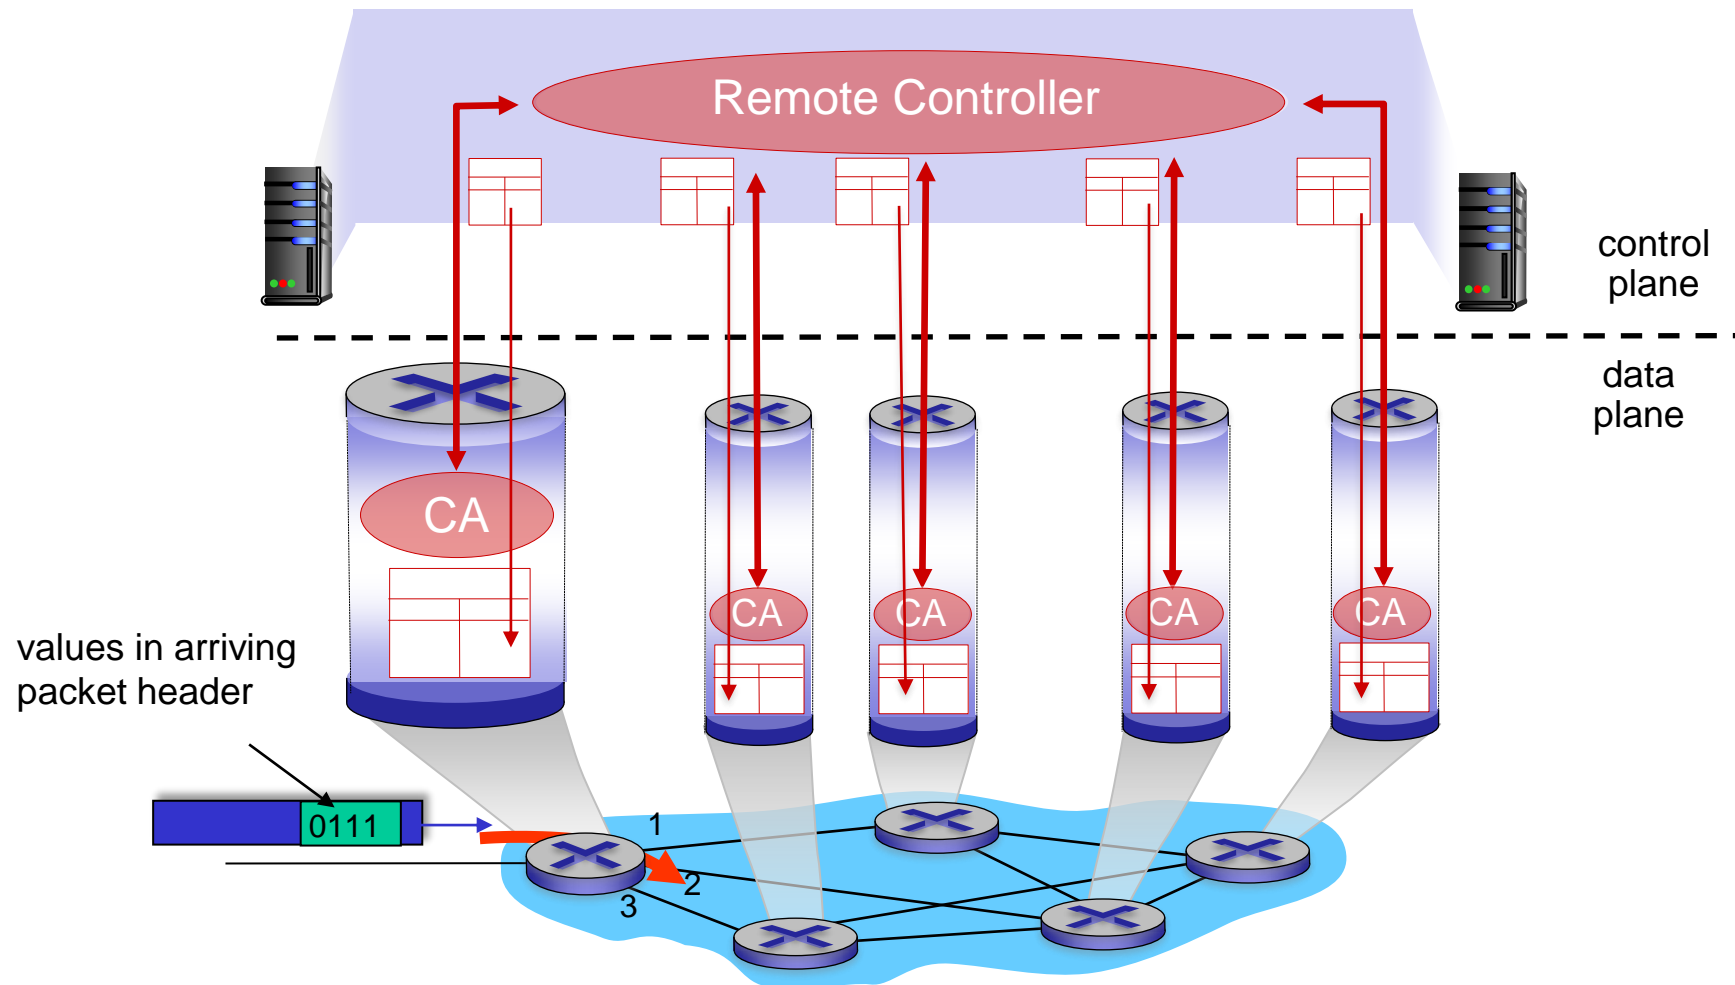 Remote Controller
control
plane
data
plane
CA
CA
CA
CA
CA
values in arriving
packet header
0111
1
2
3